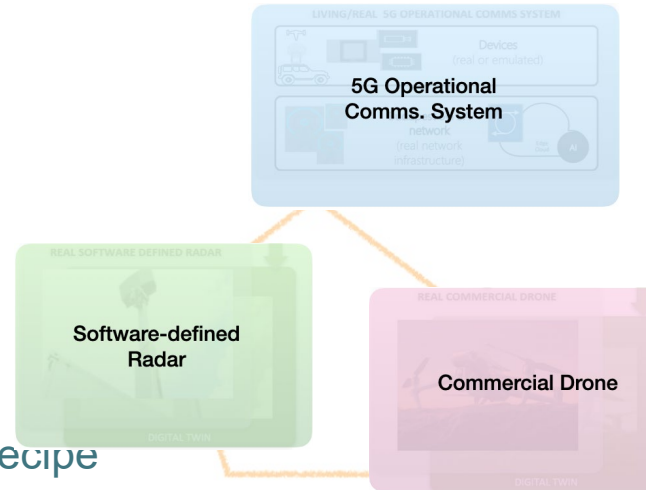 LIVING/REAL 5G OPERATIONAL COMMS SYSTEM
Devices
(real or emulated)
5G Operational
Comms. System
network
(real network
infrastructure)
AI
REAL SOFTWARE DEFINED RADAR
Software-defined
Radar
DIGITAL TWIN
REAL COMMERCIAL DRONE
Commercial Drone
DIGITAL TWIN
ecipe